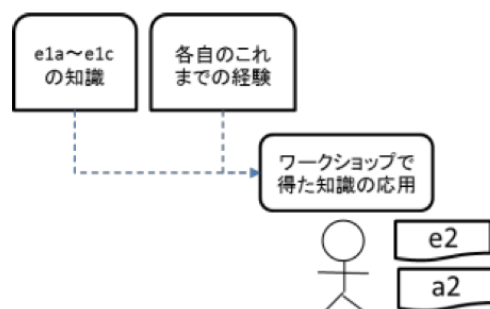 e1a～e1c
の知識
各自のこれ
までの経験
ワークショップで
得た知識の応用
e2
a2